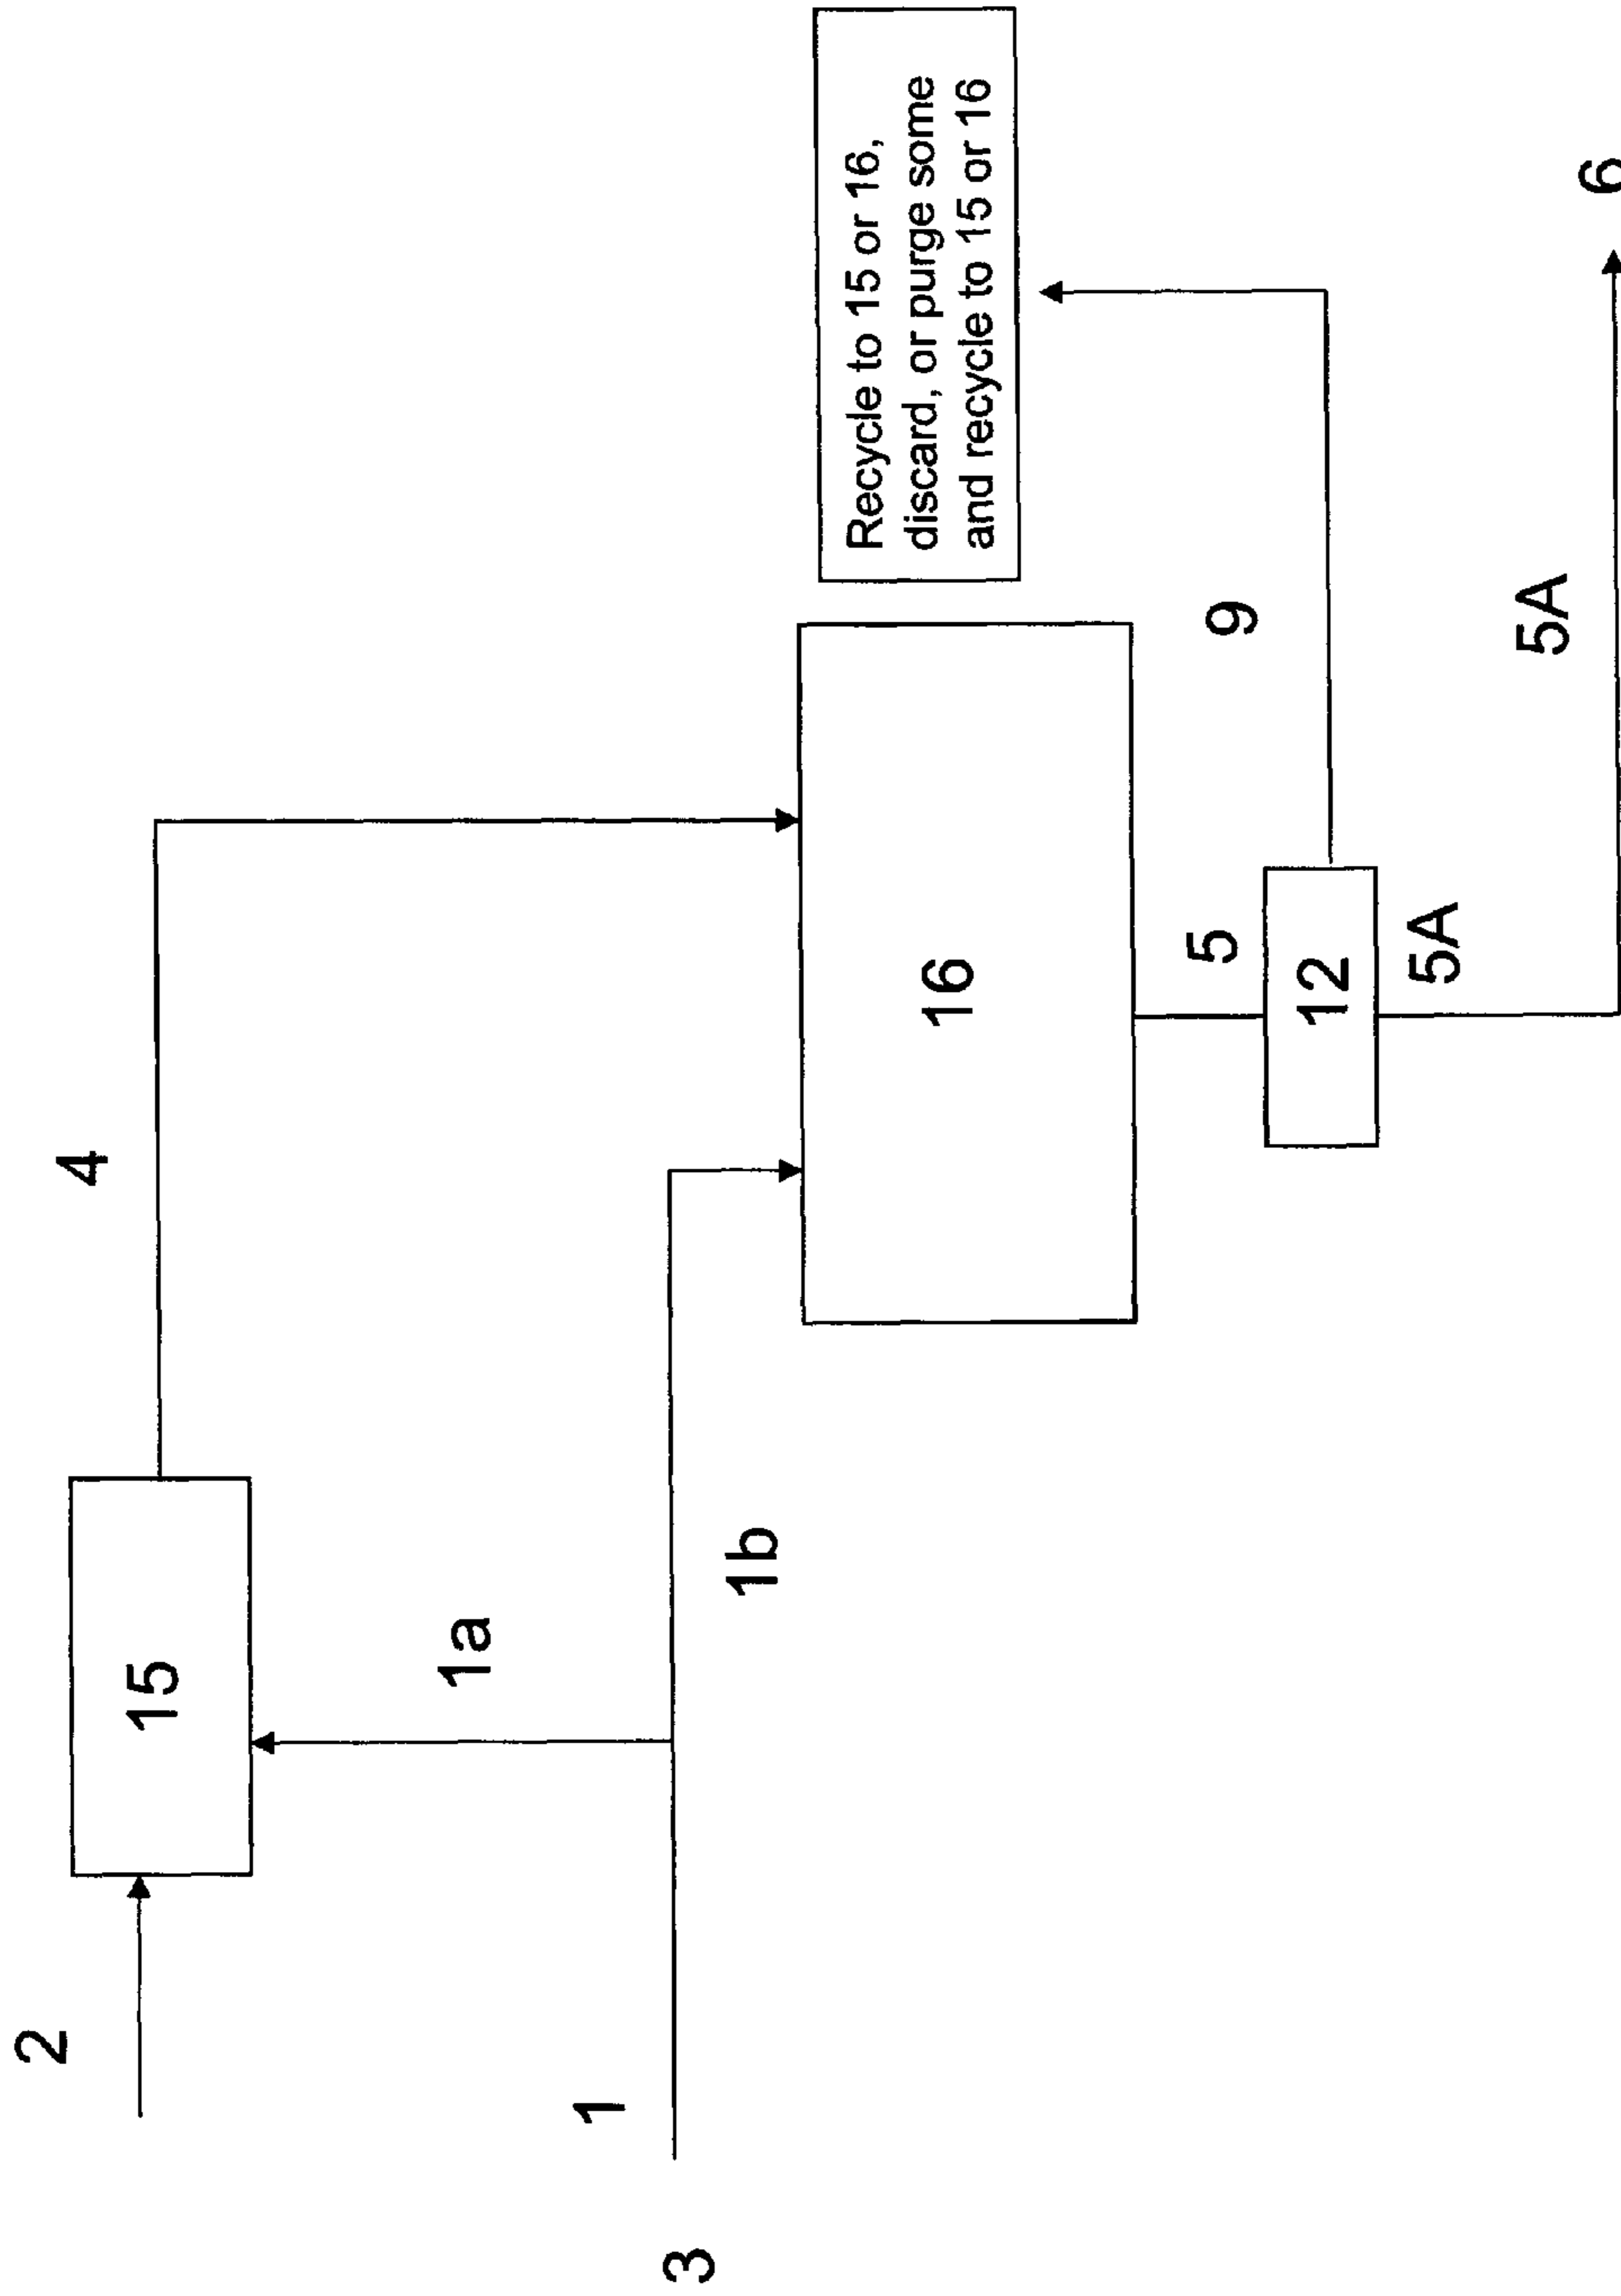 2
15
4
1
1a
3
1b
16
Recycle to 15 or 16,
discard, or purge some
and recycle to 15 or 16
5
9
12
5A
5A
6